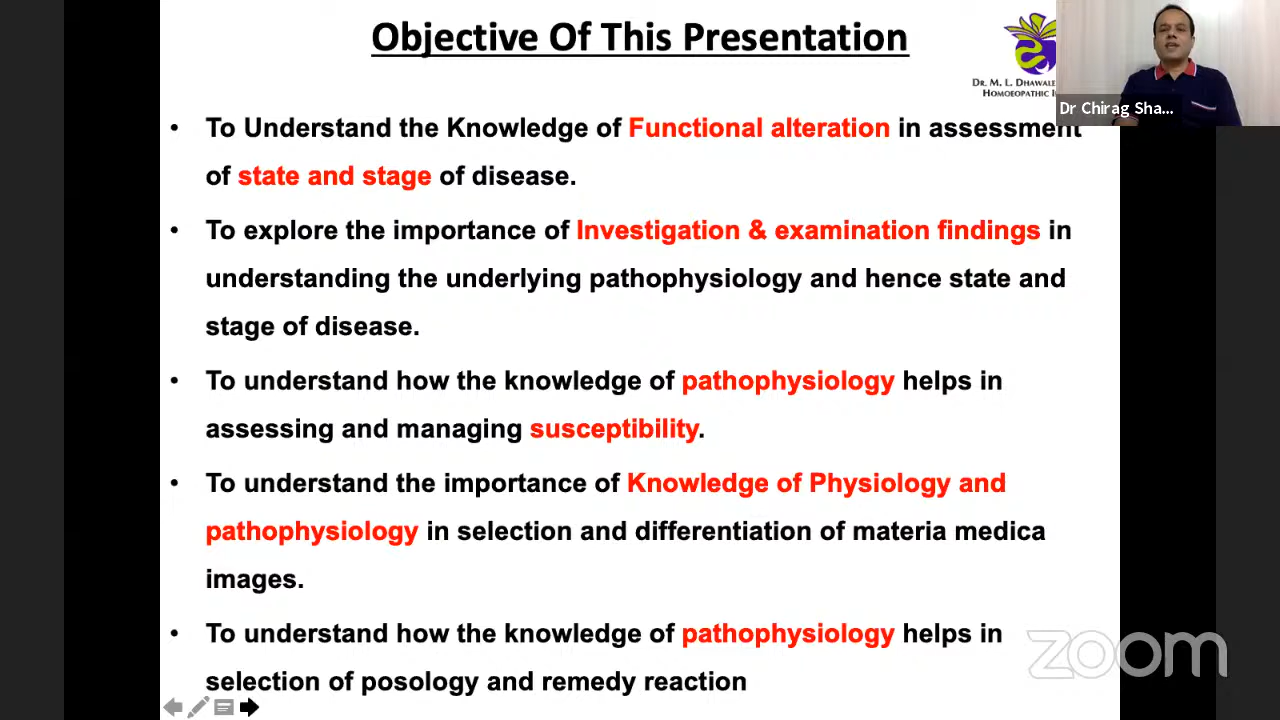 Objective Of This Presentation
DR. M. L. DHAWALE
HOMOEOPATHIC
Dr Chirag Sha...
• To Understand the Knowledge of Functional alteration in assessment
of state and stage of disease.
• To explore the importance of Investigation & examination findings in
understanding the underlying pathophysiology and hence state and
stage of disease.
• To understand how the knowledge of pathophysiology helps in
assessing and managing susceptibility.
• To understand the importance of Knowledge of Physiology and
pathophysiology in selection and differentiation of materia medica
images.
• To understand how the knowledge of pathophysiology helps in
selection of posology and remedy reaction
zoom